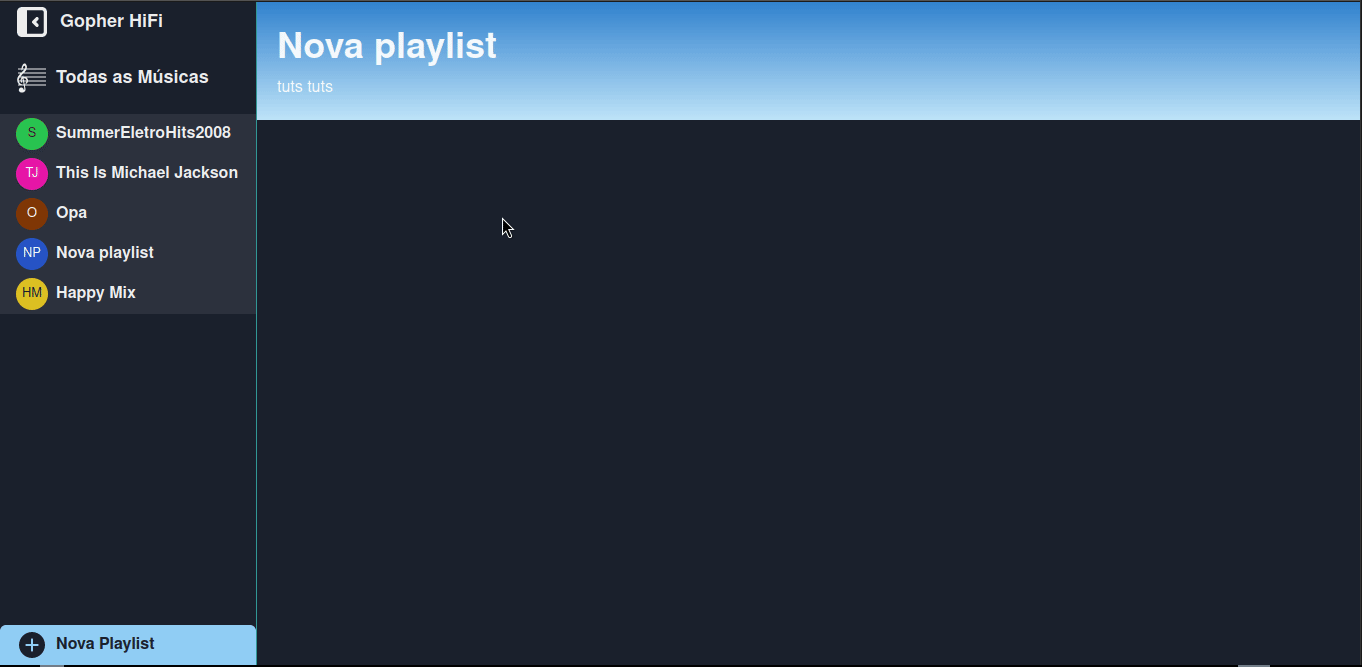 Gopher HiFi
Todas as Músicas
S SummerEletroHits2008
TJ This Is Michael Jackson
O Opa
NP Nova playlist
HM Happy Mix
Nova Playlist
Nova playlist
tuts tuts